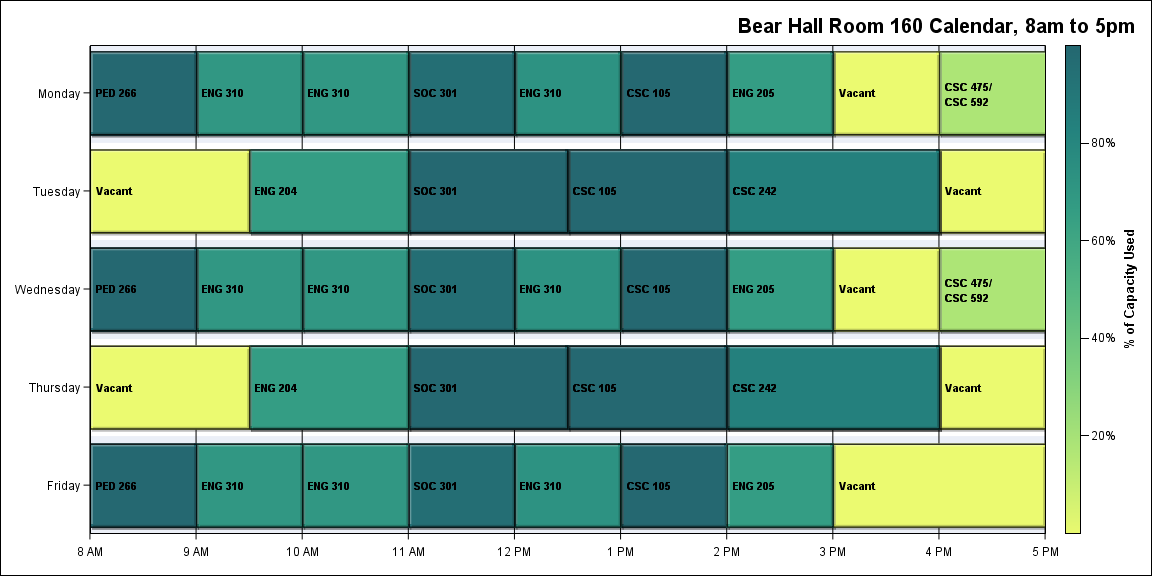 Bear Hall Room 160 Calendar, 8am to 5pm
Monday
PED 266
ENG 310
ENG 310
SOC 301
ENG 310
CSC 105
ENG 205
Vacant
CSC 475/
CSC 592
Tuesday
Vacant
ENG 204
SOC 301
CSC 105
CSC 242
Vacant
Wednesday
PED 266
ENG 310
ENG 310
SOC 301
ENG 310
CSC 105
ENG 205
Vacant
CSC 475/
CSC 592
Thursday
Vacant
ENG 204
SOC 301
CSC 105
CSC 242
Vacant
Friday
PED 266
ENG 310
ENG 310
SOC 301
ENG 310
CSC 105
ENG 205
Vacant
8 AM
9 AM
10 AM
11 AM
12 PM
1 PM
2 PM
3 PM
4 PM
5 PM
80%
60%
40%
20%
% of Capacity Used